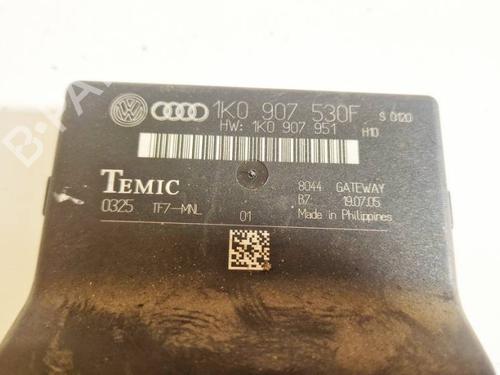 1K0 907 530F S 0120
HW: 1K0 907 951 H10
TEMIC
8044 GATEWAY
0325 TF7-MNL B7 19.07.05
01 Made in Philippines